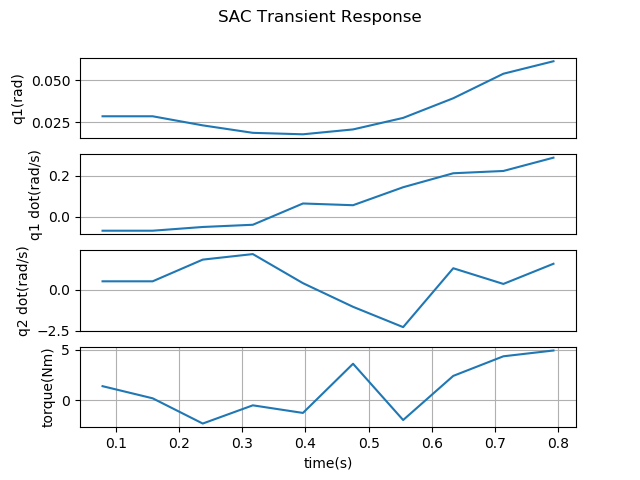 SAC Transient Response
0.050
0.025
q1(rad)
0.2
0.0
q1 dot(rad/s)
0.0
−2.5
q2 dot(rad/s)
5
0
torque(Nm)
0.1 0.2 0.3 0.4 0.5 0.6 0.7 0.8
time(s)